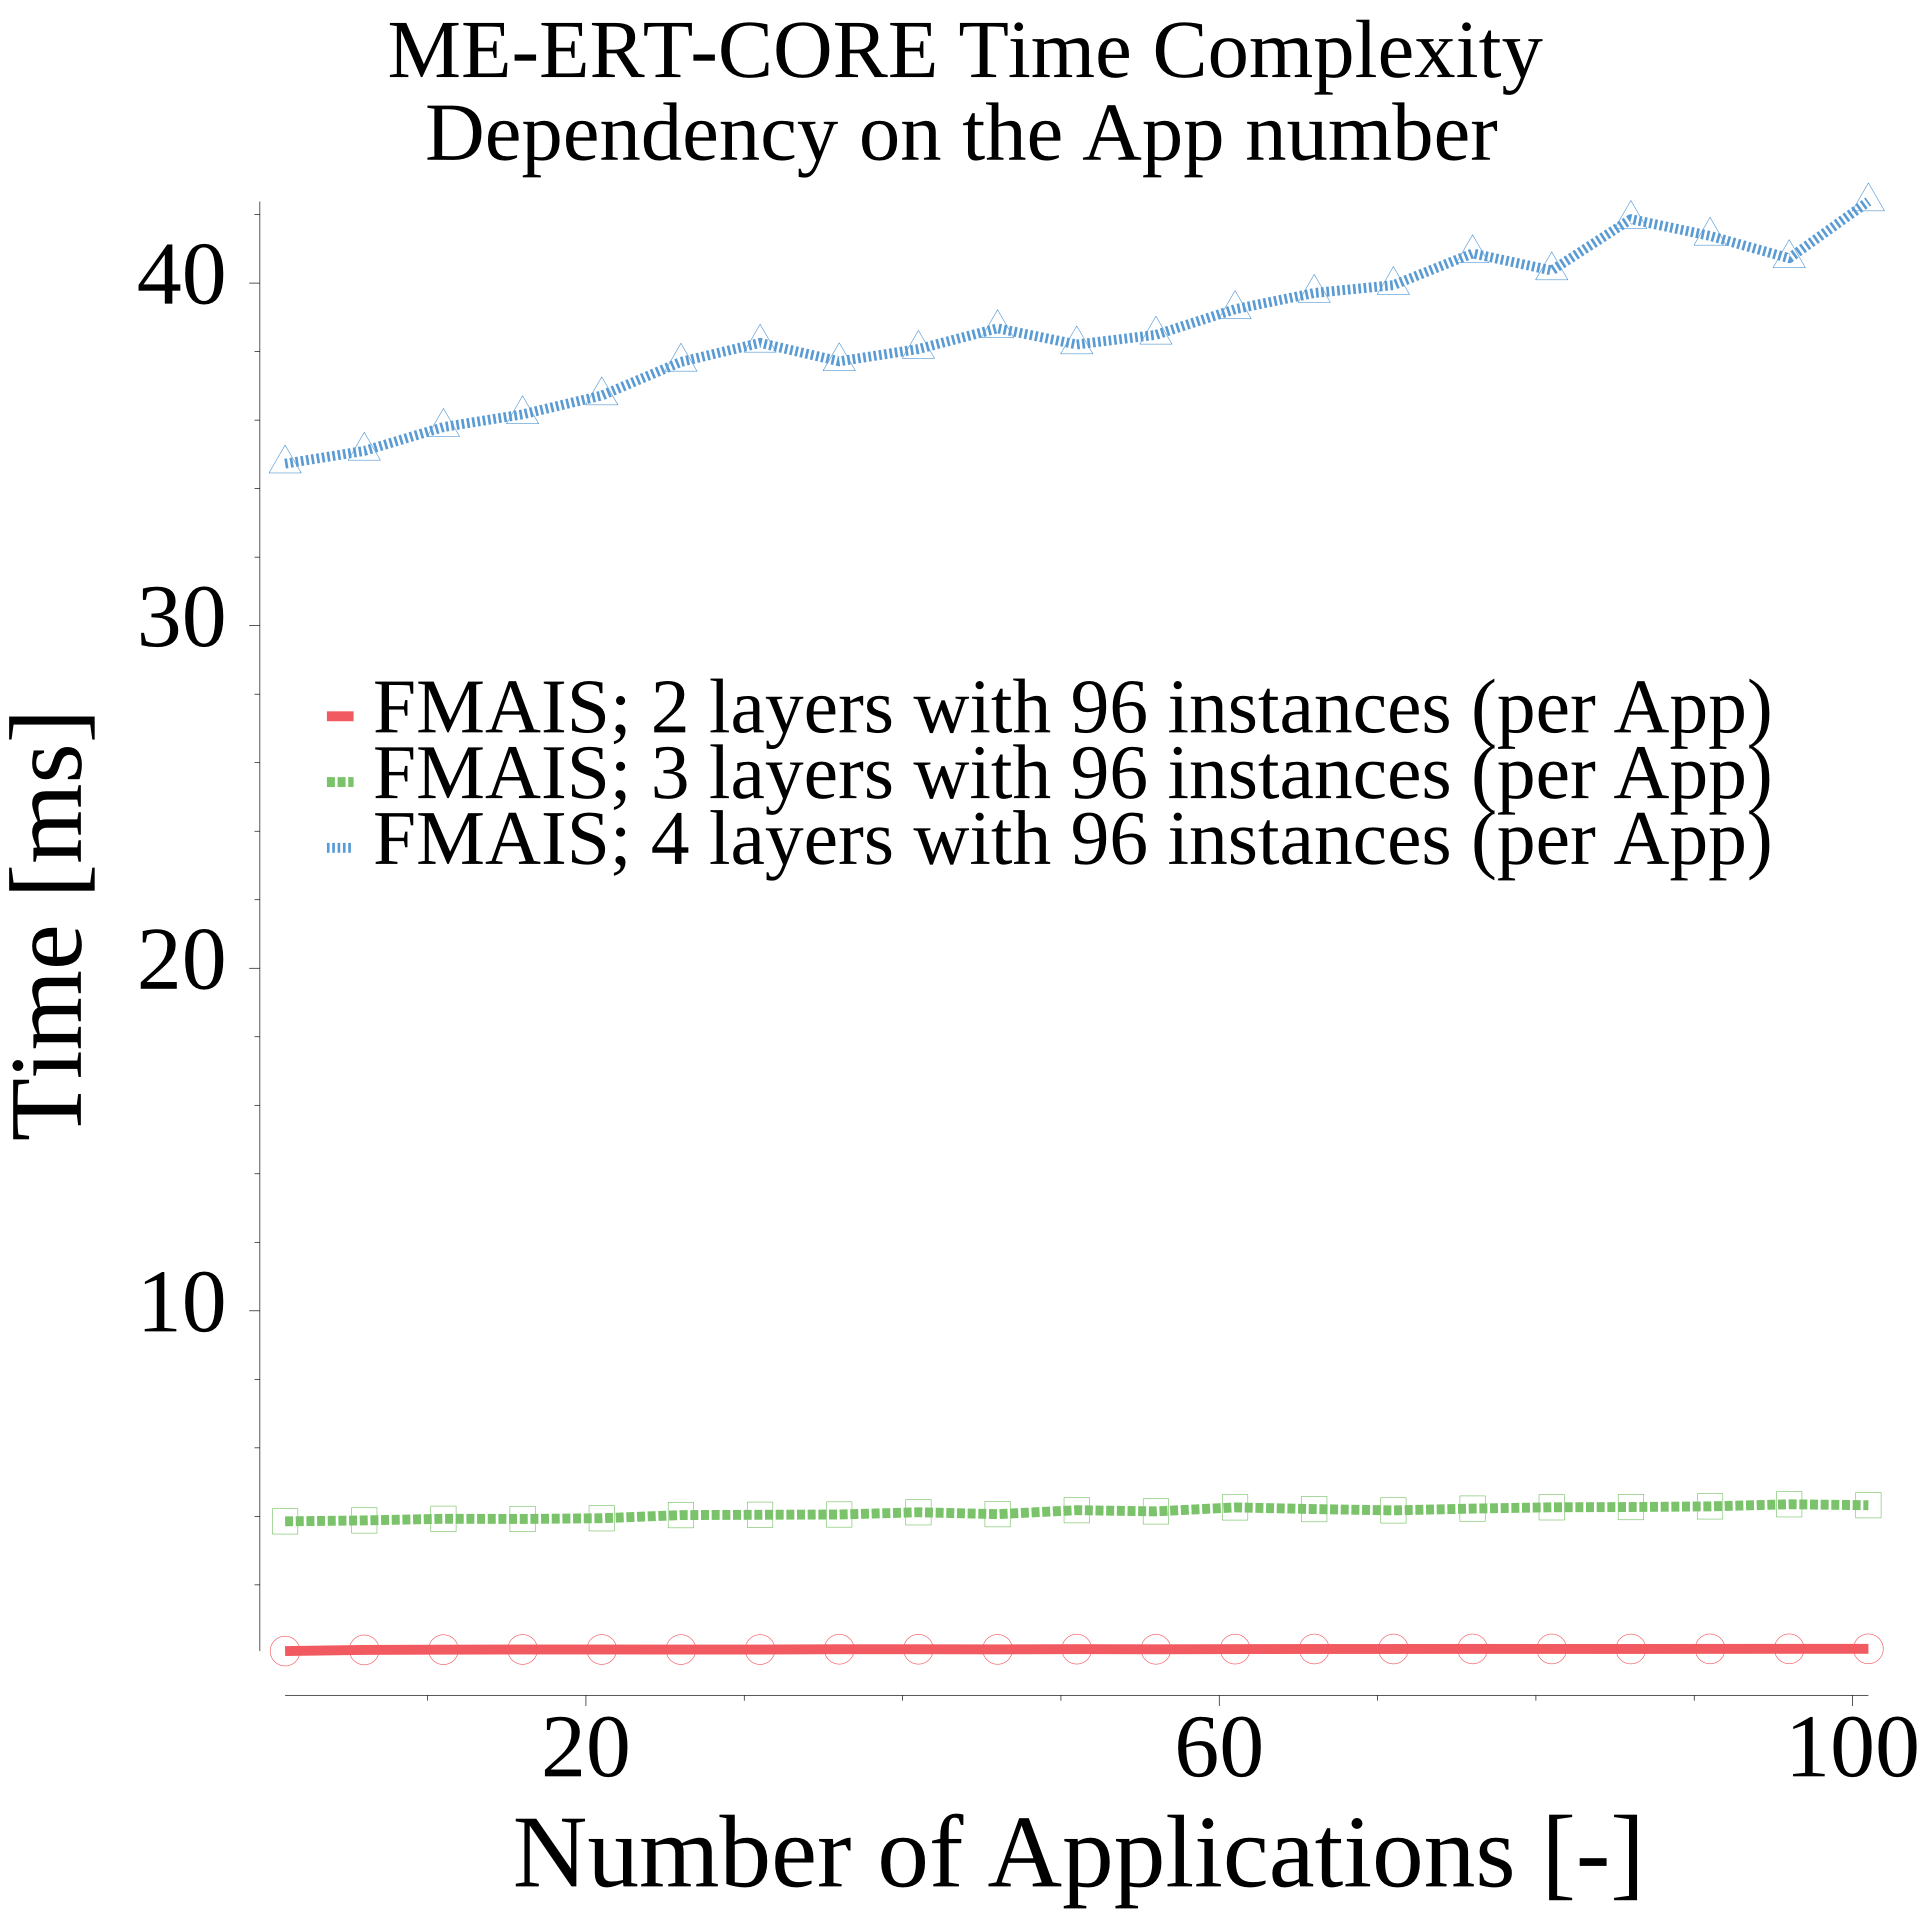 ME-ERT-CORE Time Complexity
Dependency on the App number
40
30
20
10
Time [ms]
FMAIS; 2 layers with 96 instances (per App)
FMAIS; 3 layers with 96 instances (per App)
FMAIS; 4 layers with 96 instances (per App)
20 60 100
Number of Applications [-]